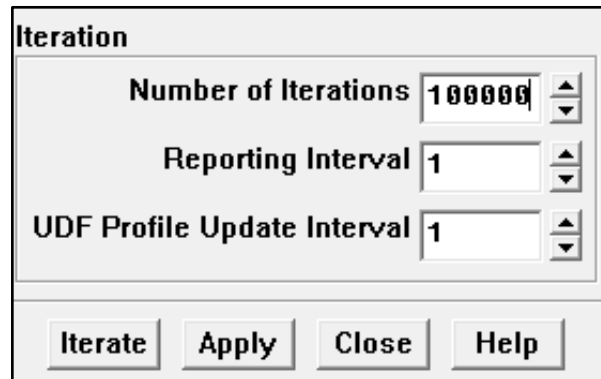 Iteration
Number of Iterations 100000
Reporting Interval 1
UDF Profile Update Interval 1
Iterate Apply Close Help